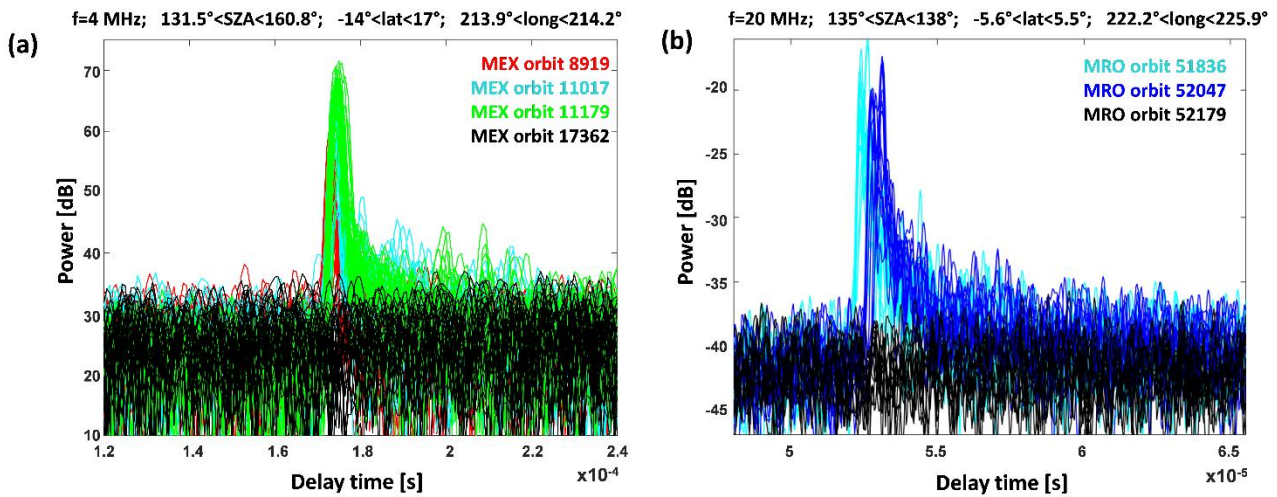 f=4 MHz; 131.5°<SZA<160.8°; -14°<lat<17°; 213.9°<long<214.2°
(a)
MEX orbit 8919
MEX orbit 11017
MEX orbit 11179
MEX orbit 17362
Power [dB]
70
60
50
40
30
20
10
1.2 1.4 1.6 1.8 2 2.2 2.4
x10⁻⁴
Delay time [s]
f=20 MHz; 135°<SZA<138°; -5.6°<lat<5.5°; 222.2°<long<225.9°
(b)
MRO orbit 51836
MRO orbit 52047
MRO orbit 52179
Power [dB]
-20
-25
-30
-35
-40
-45
5 5.5 6 6.5
x10⁻⁵
Delay time [s]